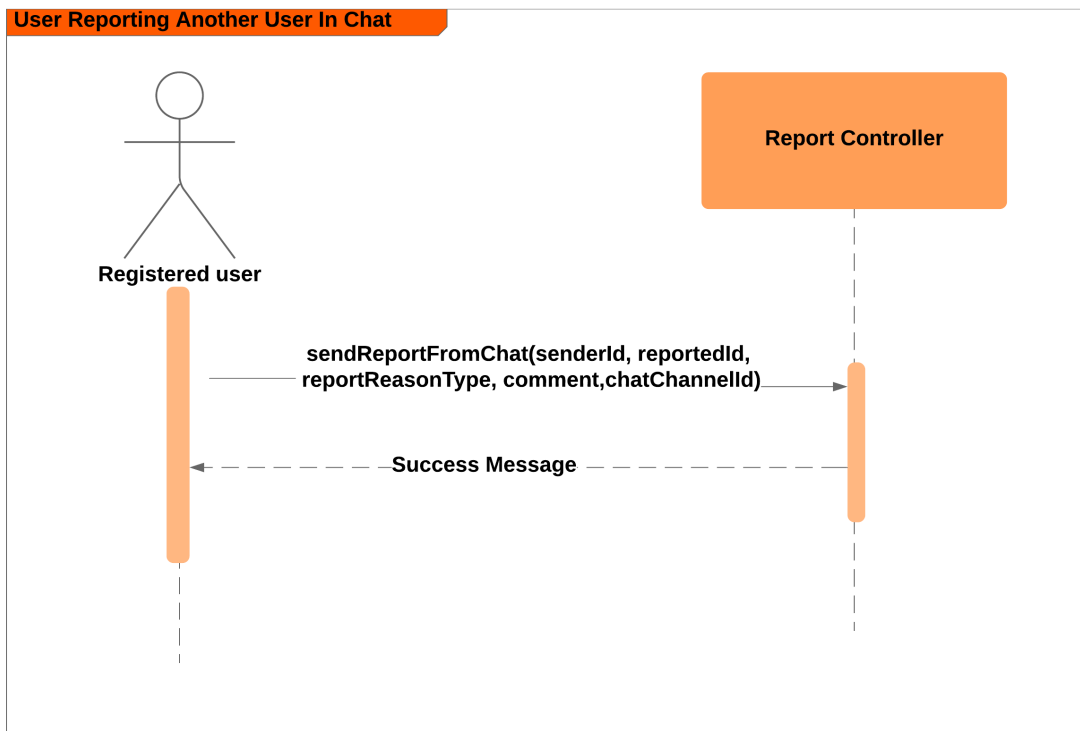 User Reporting Another User In Chat
Report Controller
Registered user
sendReportFromChat(senderId, reportedId,
reportReasonType, comment,chatChannelId)
Success Message